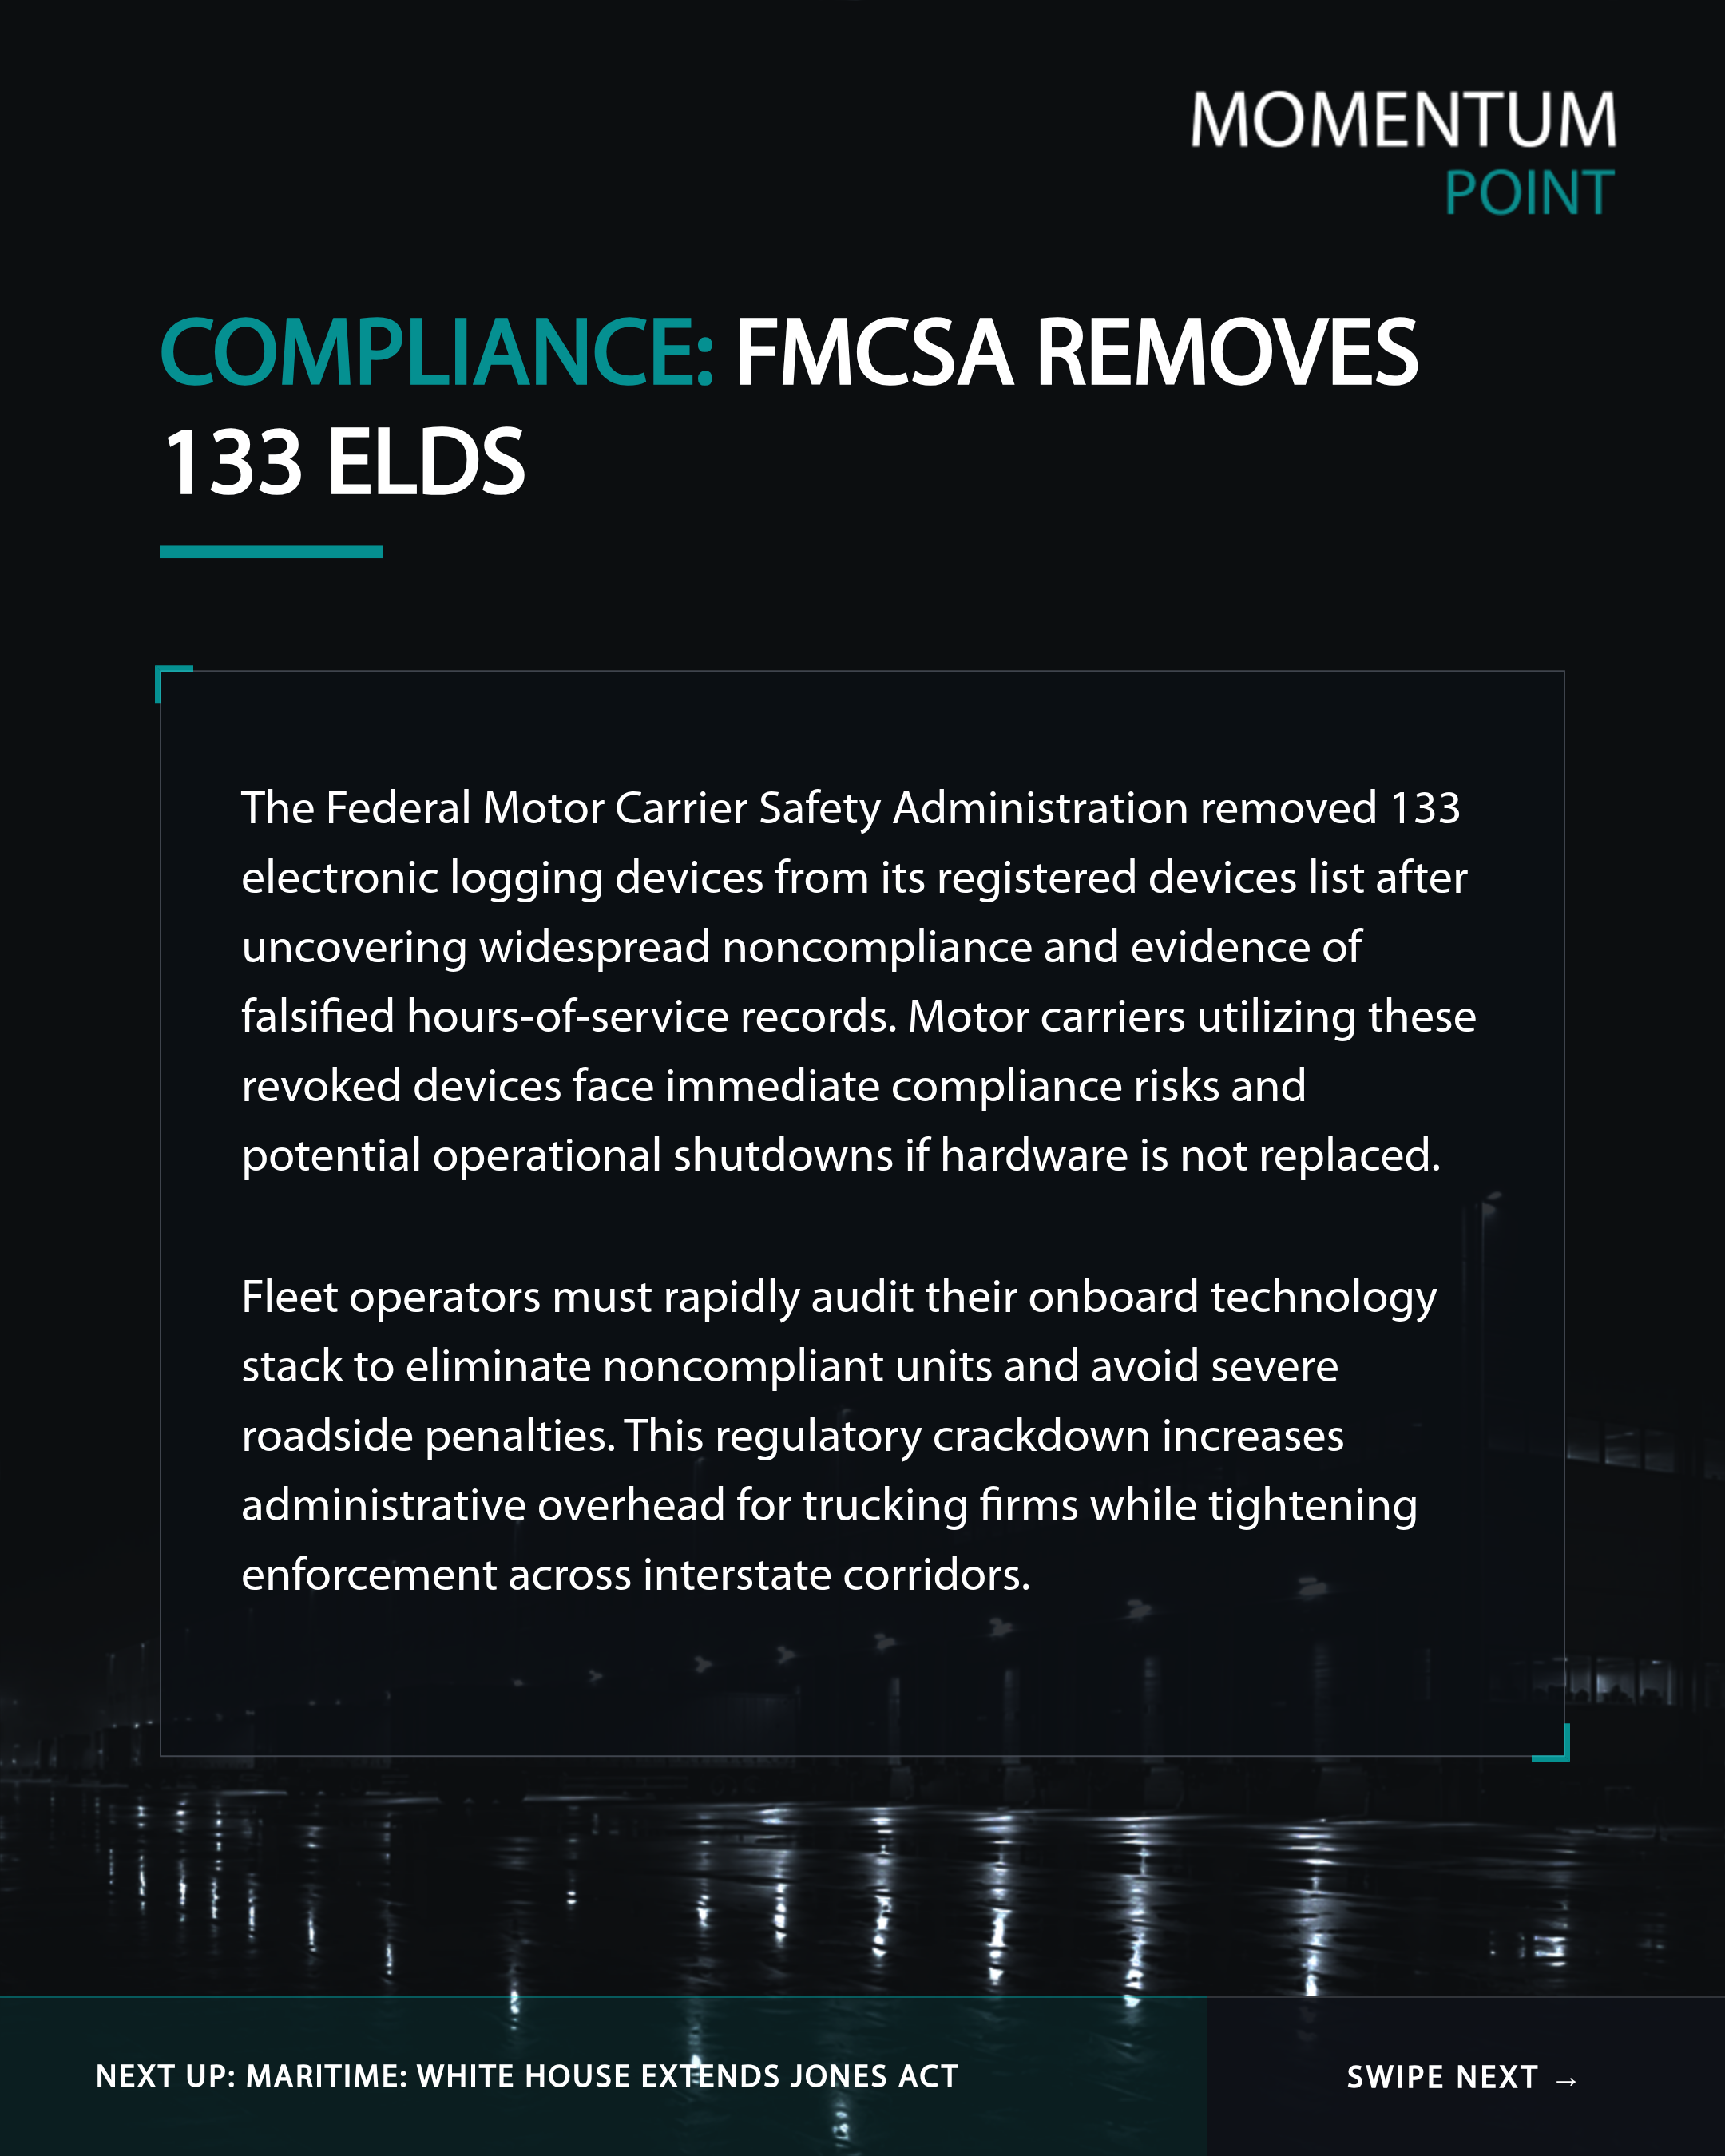 MOMENTUM
POINT
COMPLIANCE: FMCSA REMOVES
133 ELDS
The Federal Motor Carrier Safety Administration removed 133
electronic logging devices from its registered devices list after
uncovering widespread noncompliance and evidence of
falsified hours-of-service records. Motor carriers utilizing these
revoked devices face immediate compliance risks and
potential operational shutdowns if hardware is not replaced.
Fleet operators must rapidly audit their onboard technology
stack to eliminate noncompliant units and avoid severe
roadside penalties. This regulatory crackdown increases
administrative overhead for trucking firms while tightening
enforcement across interstate corridors.
NEXT UP: MARITIME: WHITE HOUSE EXTENDS JONES ACT
SWIPE NEXT →